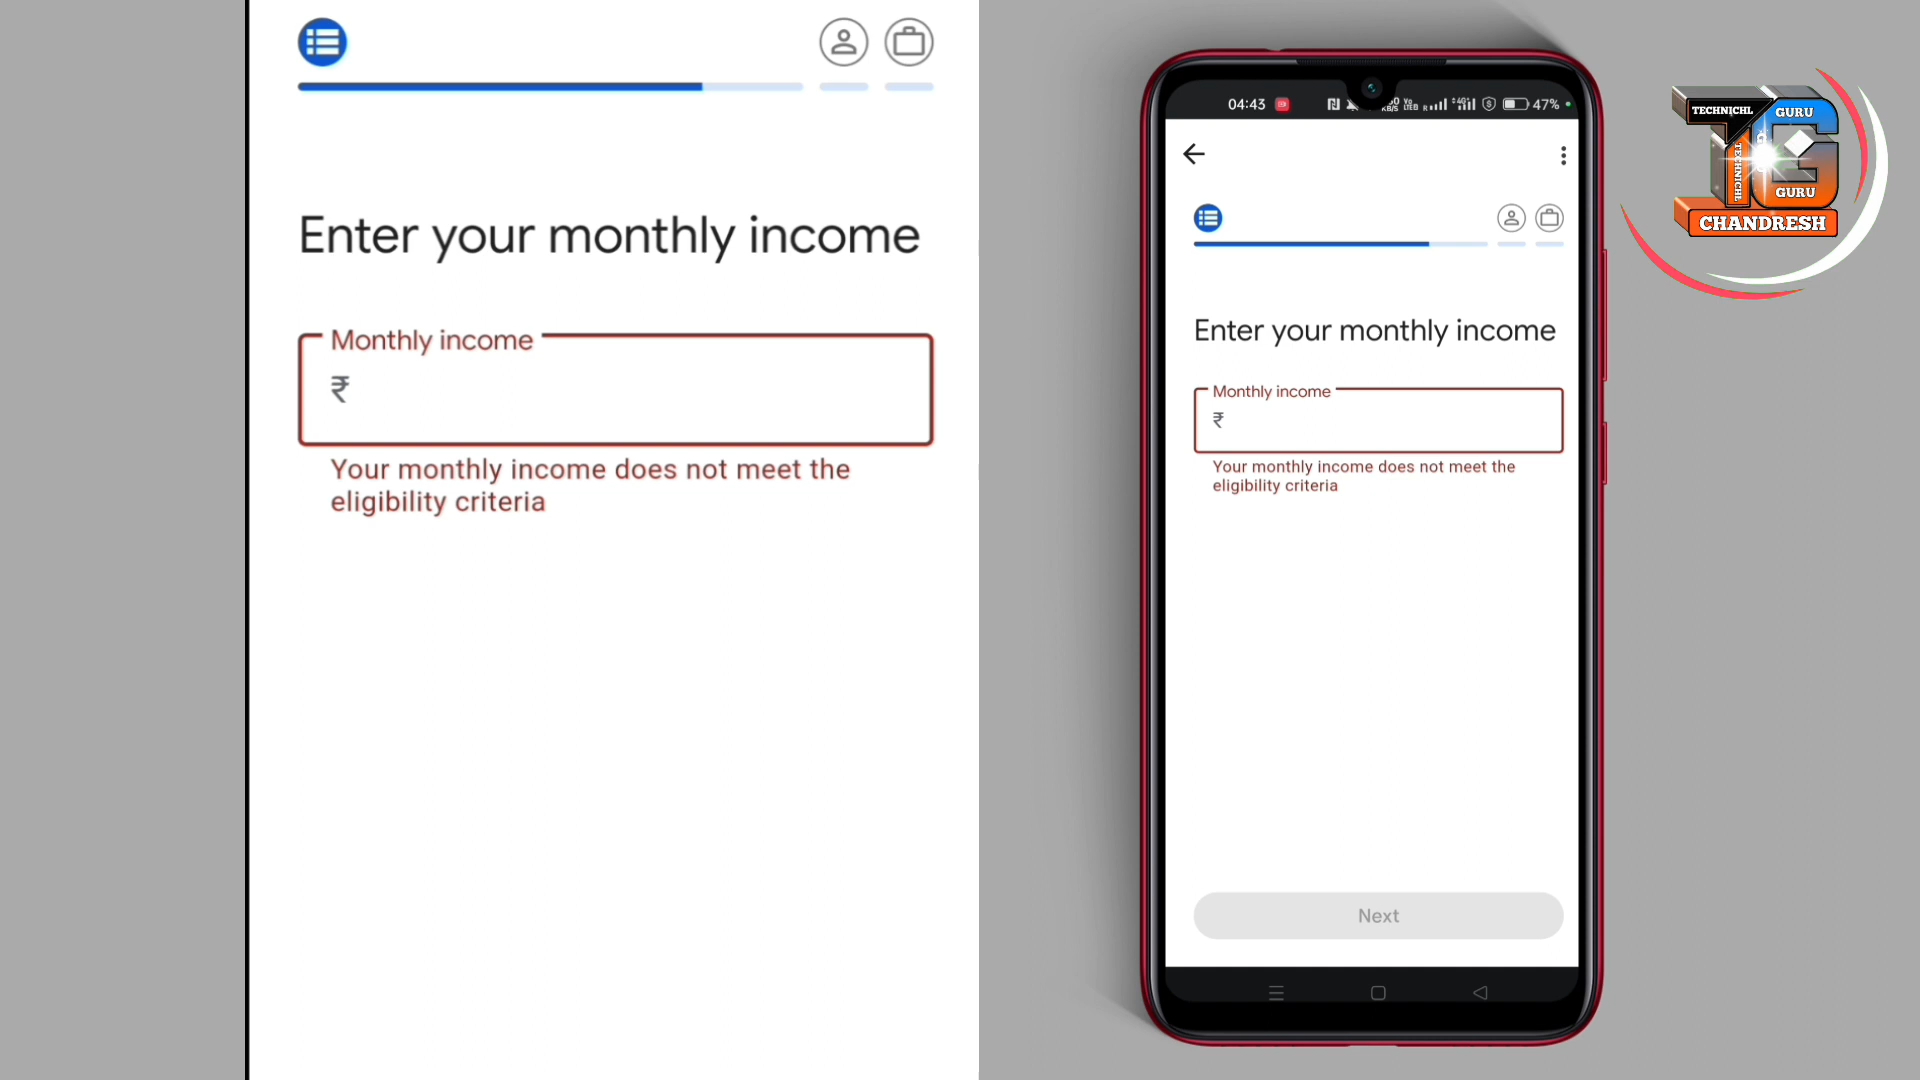 Enter your monthly income
Monthly income
₹
Your monthly income does not meet the
eligibility criteria
04:43
47%
Enter your monthly income
Monthly income
₹
Your monthly income does not meet the
eligibility criteria
Next
TECHNICHL
GURU
TECHNICHL
GURU
CHANDRESH